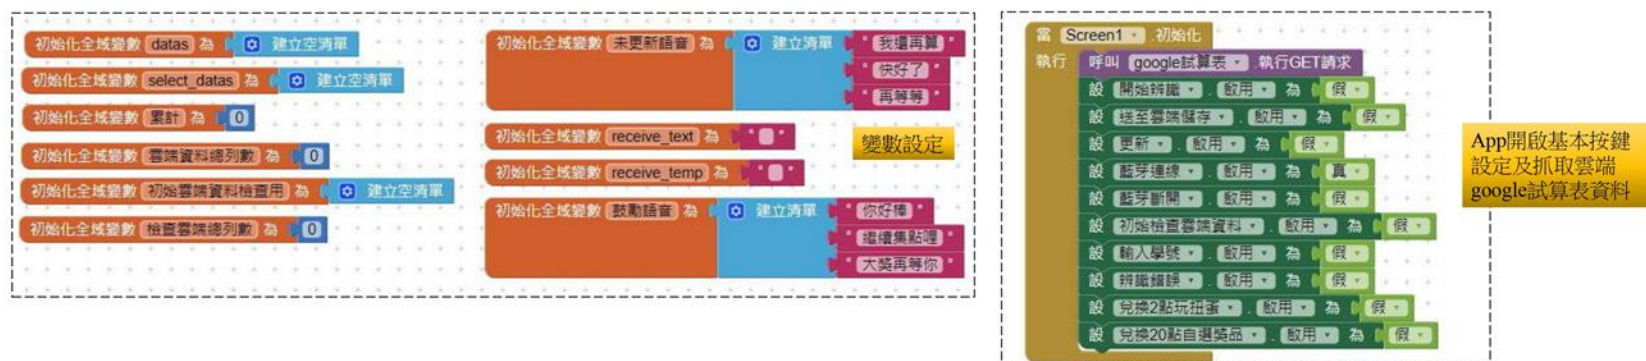 初始化全域變數 datas 為 建立空清單
初始化全域變數 select_datas 為 建立空清單
初始化全域變數 累計 為 0
初始化全域變數 雲端資料總列數 為 0
初始化全域變數 初始雲端資料檢查用 為 建立空清單
初始化全域變數 檢查雲端總列數 為 0
初始化全域變數 未更新語音 為 建立清單 " 我還再算 "
" 快好了 "
" 再等等 "
初始化全域變數 receive_text 為 " "
變數設定
初始化全域變數 receive_temp 為 " "
初始化全域變數 鼓勵語音 為 建立清單 " 你好棒 "
" 繼續集點喔 "
" 大獎再等你 "
當 Screen1 .初始化
執行 呼叫 google試算表 .執行GET請求
設 開始辨識 . 啟用 為 假
設 送至雲端儲存 . 啟用 為 假
設 更新 . 啟用 為 假
設 藍芽連線 . 啟用 為 真
設 藍芽斷開 . 啟用 為 假
設 初始檢查雲端資料 . 啟用 為 假
設 輸入學號 . 啟用 為 假
設 辨識錯誤 . 啟用 為 假
設 兌換2點玩扭蛋 . 啟用 為 假
設 兌換20點自選獎品 . 啟用 為 假
App開啟基本按鍵
設定及抓取雲端
google試算表資料